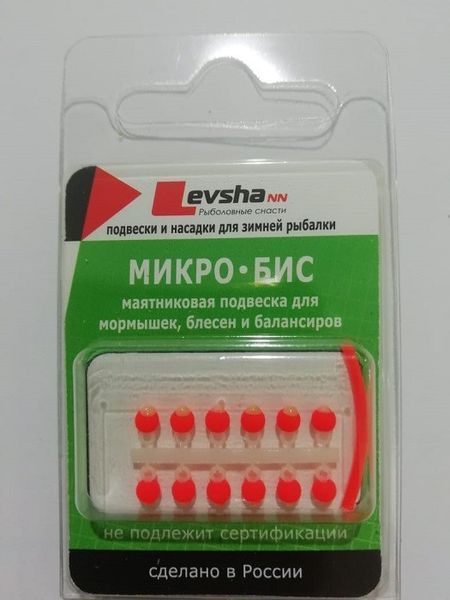 Levsha NN
Рыболовные снасти
подвески и насадки для зимней рыбалки
МИКРО·БИС
маятниковая подвеска для
мормышек, блесен и балансиров
не подлежит сертификации
сделано в России